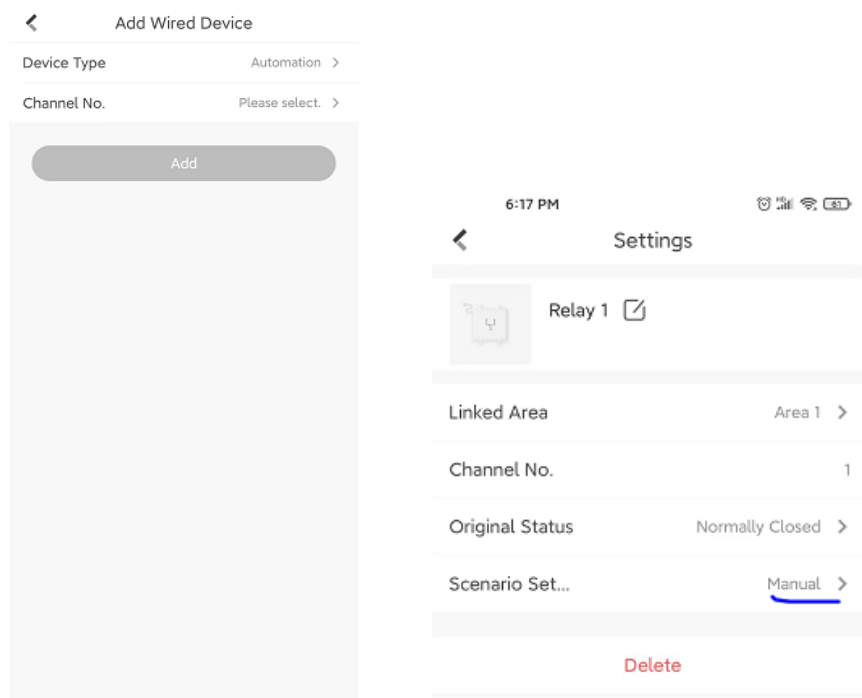 Add Wired Device
Device Type Automation
Channel No. Please select.
Add
6:17 PM 61
Settings
Relay 1
Linked Area Area 1
Channel No. 1
Original Status Normally Closed
Scenario Set... Manual
Delete